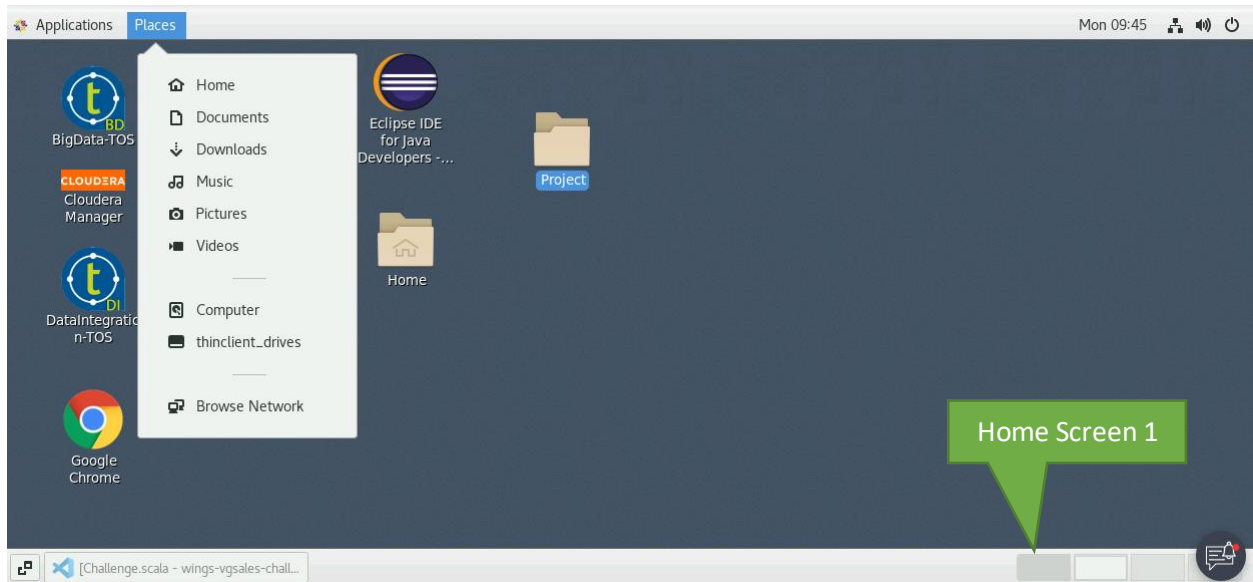 Applications Places
Mon 09:45
BD
BigData-TOS
CLOUDERA
Cloudera
Manager
DI
DataIntegratio
n-TOS
Google
Chrome
Home
Documents
Downloads
Music
Pictures
Videos
Computer
thinclient_drives
Browse Network
Eclipse IDE
for Java
Developers -...
Home
Project
Home Screen 1
[Challenge.scala - wings-vgsales-chall...